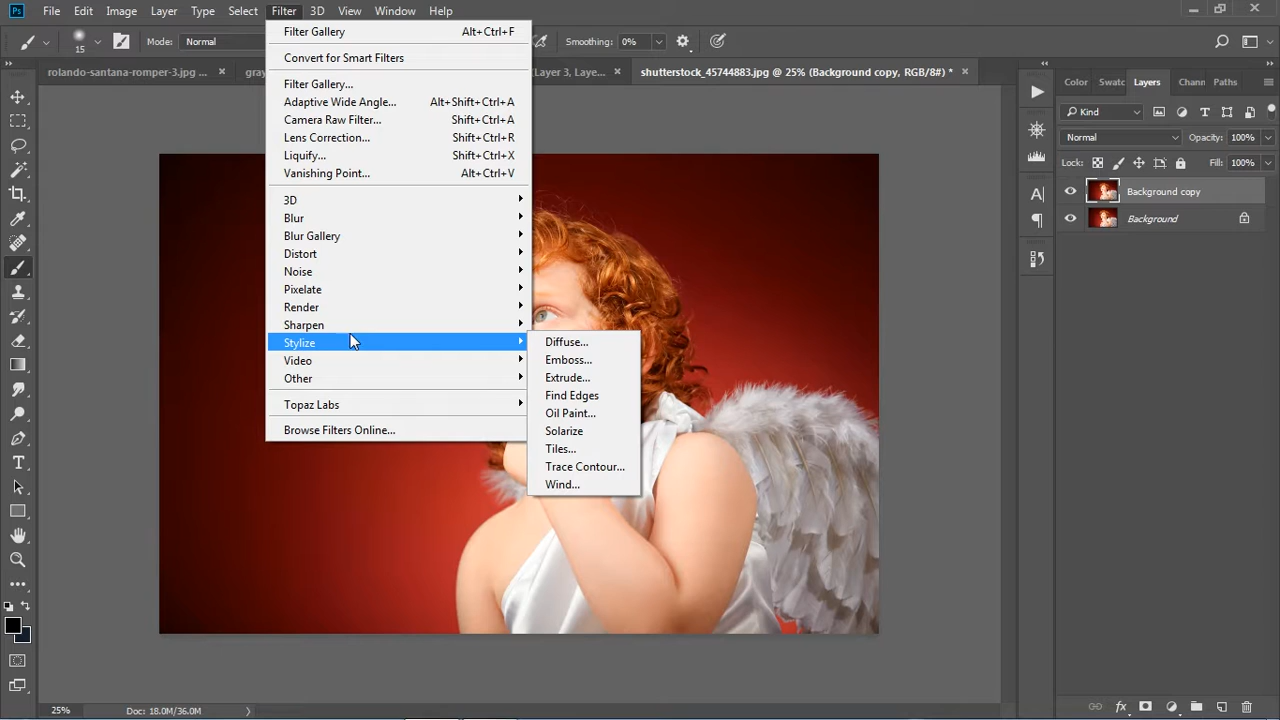 Ps File Edit Image Layer Type Select Filter 3D View Window Help
15 Mode: Normal Smoothing: 0%
rolando-santana-romper-3.jpg ... × gray (Layer 3, Laye... × shutterstock_45744883.jpg @ 25% (Background copy, RGB/8#) * ×
Filter Gallery Alt+Ctrl+F
Convert for Smart Filters
Filter Gallery...
Adaptive Wide Angle... Alt+Shift+Ctrl+A
Camera Raw Filter... Shift+Ctrl+A
Lens Correction... Shift+Ctrl+R
Liquify... Shift+Ctrl+X
Vanishing Point... Alt+Ctrl+V
3D
Blur
Blur Gallery
Distort
Noise
Pixelate
Render
Sharpen
Stylize
Video
Other
Topaz Labs
Browse Filters Online...
Diffuse...
Emboss...
Extrude...
Find Edges
Oil Paint...
Solarize
Tiles...
Trace Contour...
Wind...
Color Swatc Layers Chann Paths
Kind
Normal Opacity: 100%
Lock: Fill: 100%
Background copy
Background
25% Doc: 18.0M/36.0M